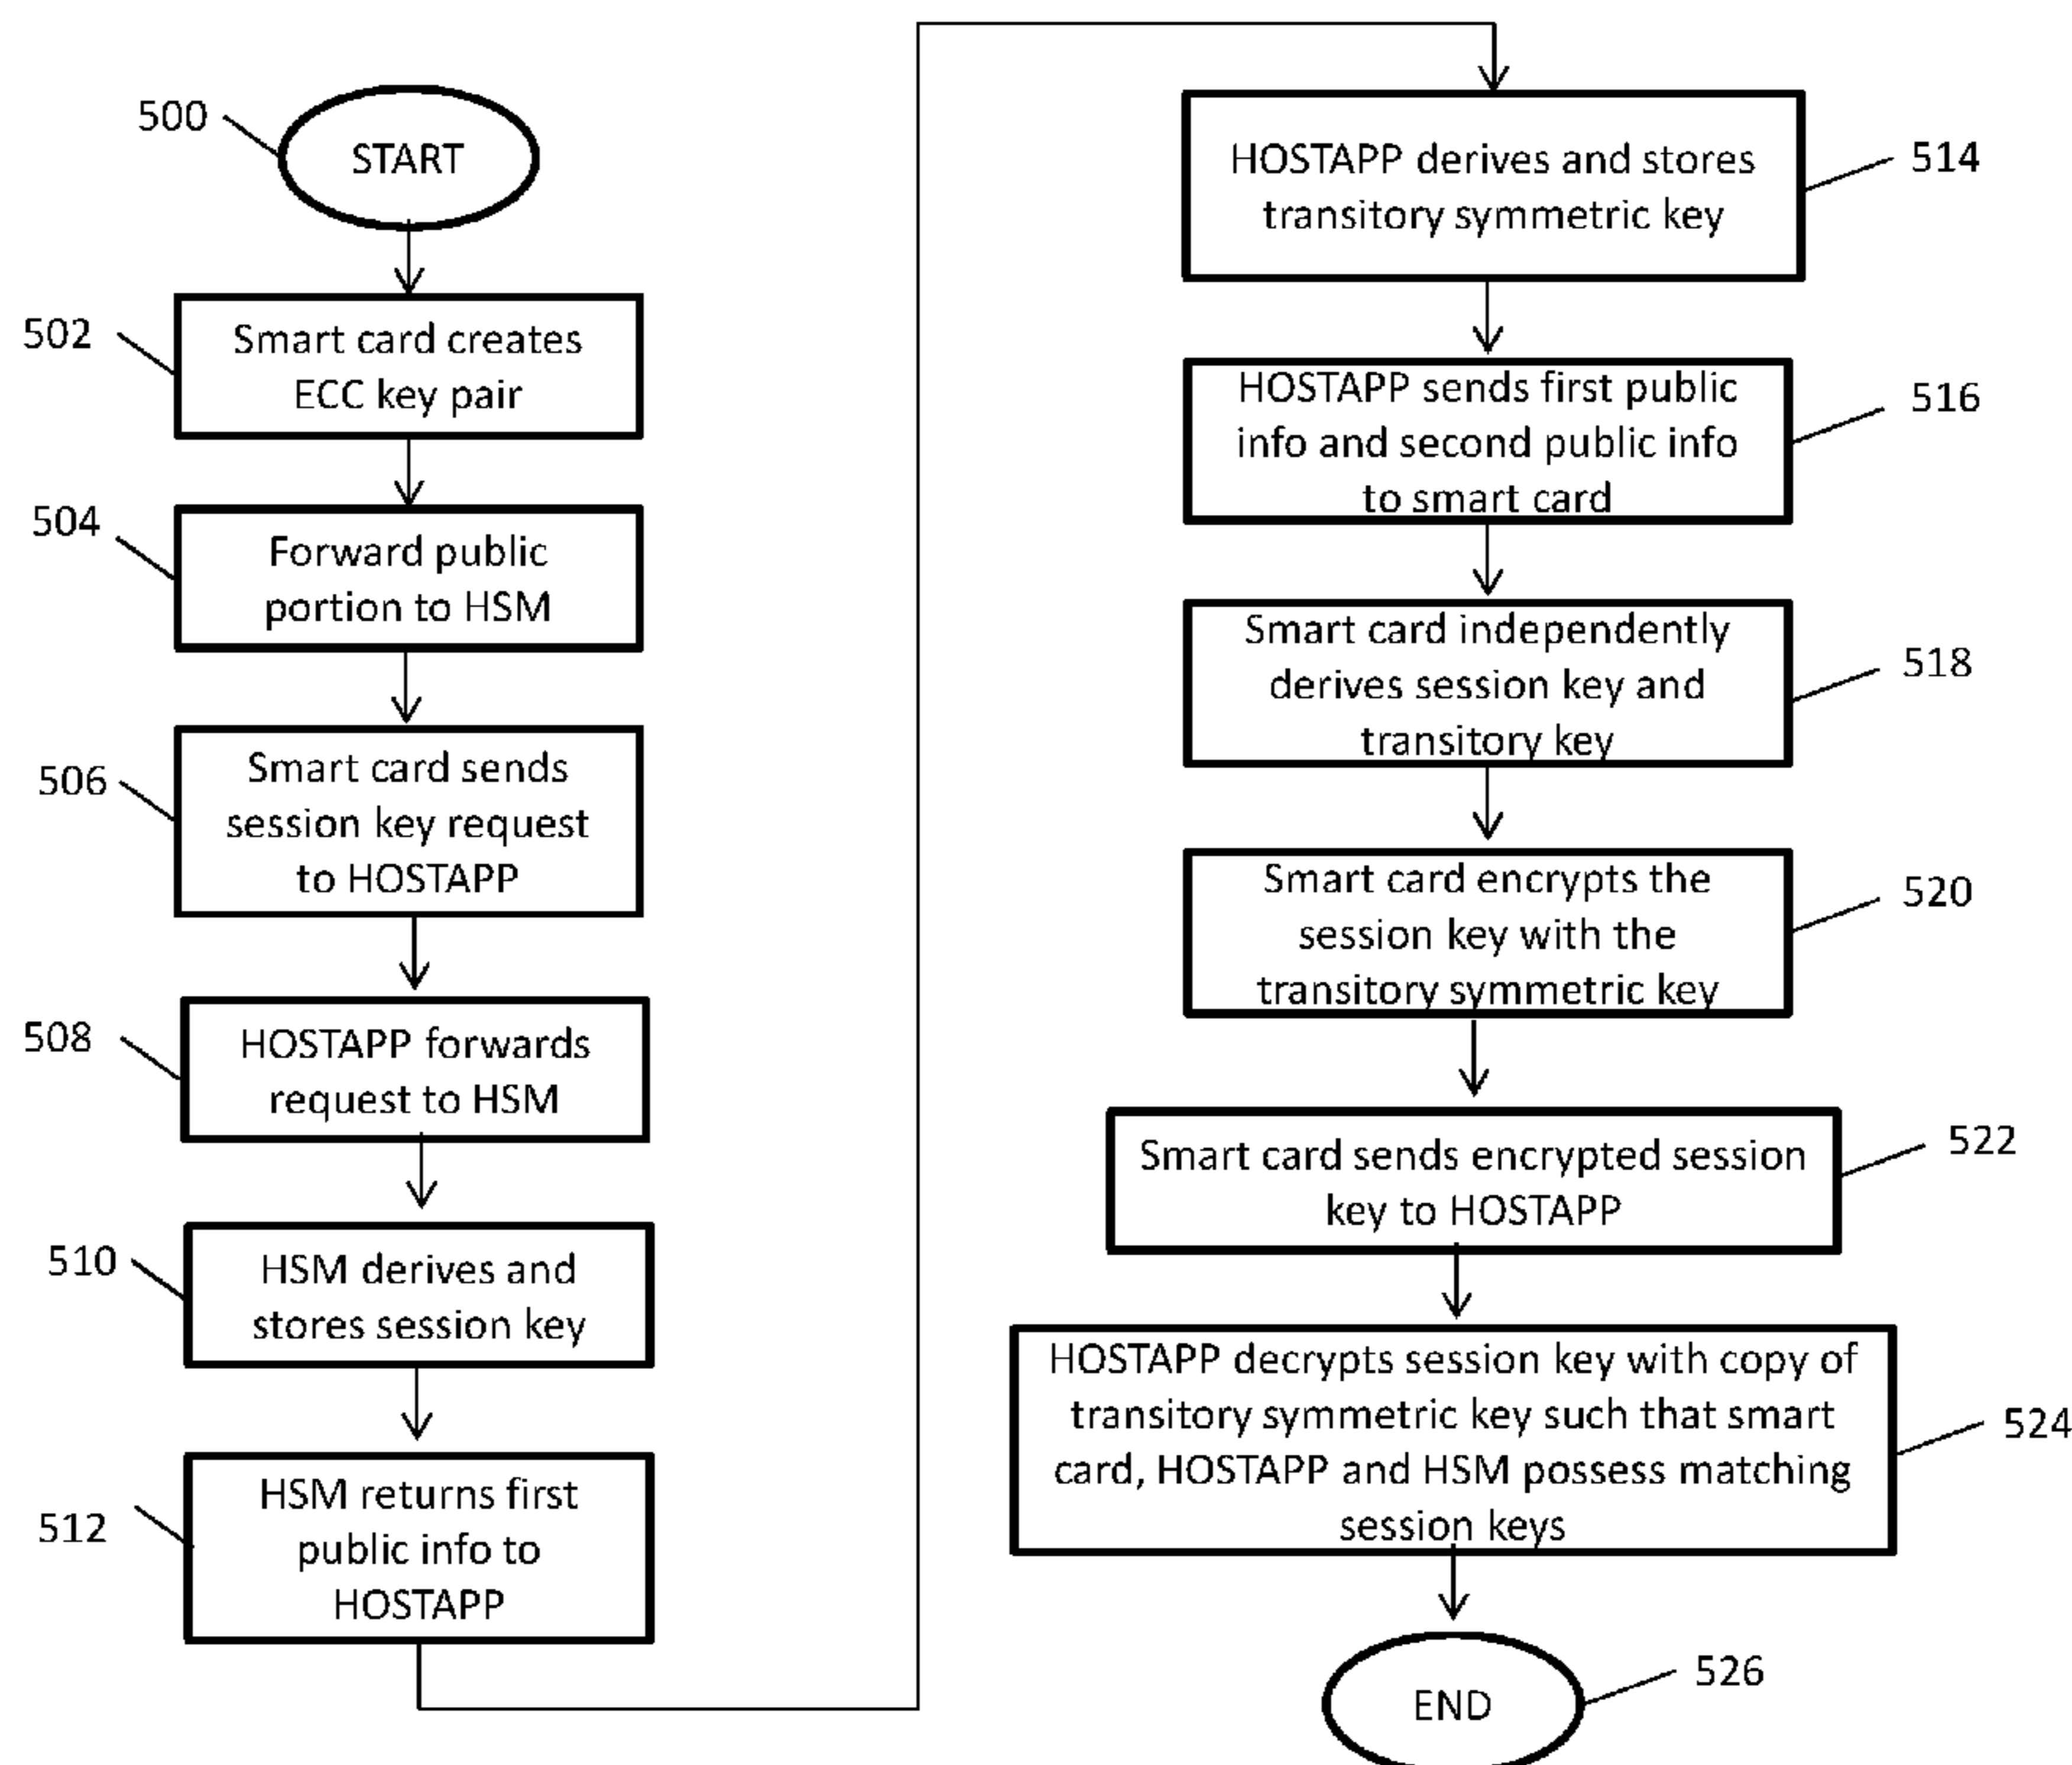 500
START
502
Smart card creates
ECC key pair
504
Forward public
portion to HSM
506
Smart card sends
session key request
to HOSTAPP
508
HOSTAPP forwards
request to HSM
510
HSM derives and
stores session key
512
HSM returns first
public info to
HOSTAPP
HOSTAPP derives and stores
transitory symmetric key
514
HOSTAPP sends first public
info and second public info
to smart card
516
Smart card independently
derives session key and
transitory key
518
Smart card encrypts the
session key with the
transitory symmetric key
520
Smart card sends encrypted session
key to HOSTAPP
522
HOSTAPP decrypts session key with copy of
transitory symmetric key such that smart
card, HOSTAPP and HSM possess matching
session keys
524
END
526